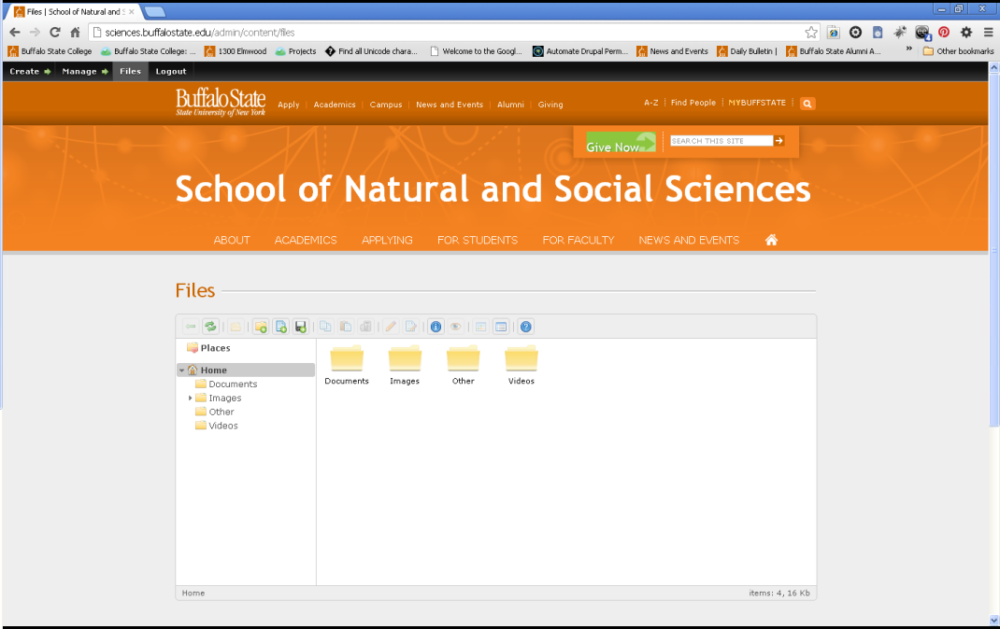 Files | School of Natural and S
sciences.buffalostate.edu/admin/content/files
Buffalo State College Buffalo State College: ... 1300 Elmwood Projects Find all Unicode chara... Welcome to the Googl... Automate Drupal Perm... News and Events Daily Bulletin | Buffalo State Alumni A... » Other bookmarks
Create Manage Files Logout
Buffalo State
State University of New York
Apply | Academics | Campus | News and Events | Alumni | Giving
A-Z | Find People | MYBUFFSTATE |
Give Now
SEARCH THIS SITE
School of Natural and Social Sciences
ABOUT ACADEMICS APPLYING FOR STUDENTS FOR FACULTY NEWS AND EVENTS
Files
Places
Home
Documents
Images
Other
Videos
Documents Images Other Videos
Home items: 4, 16 Kb